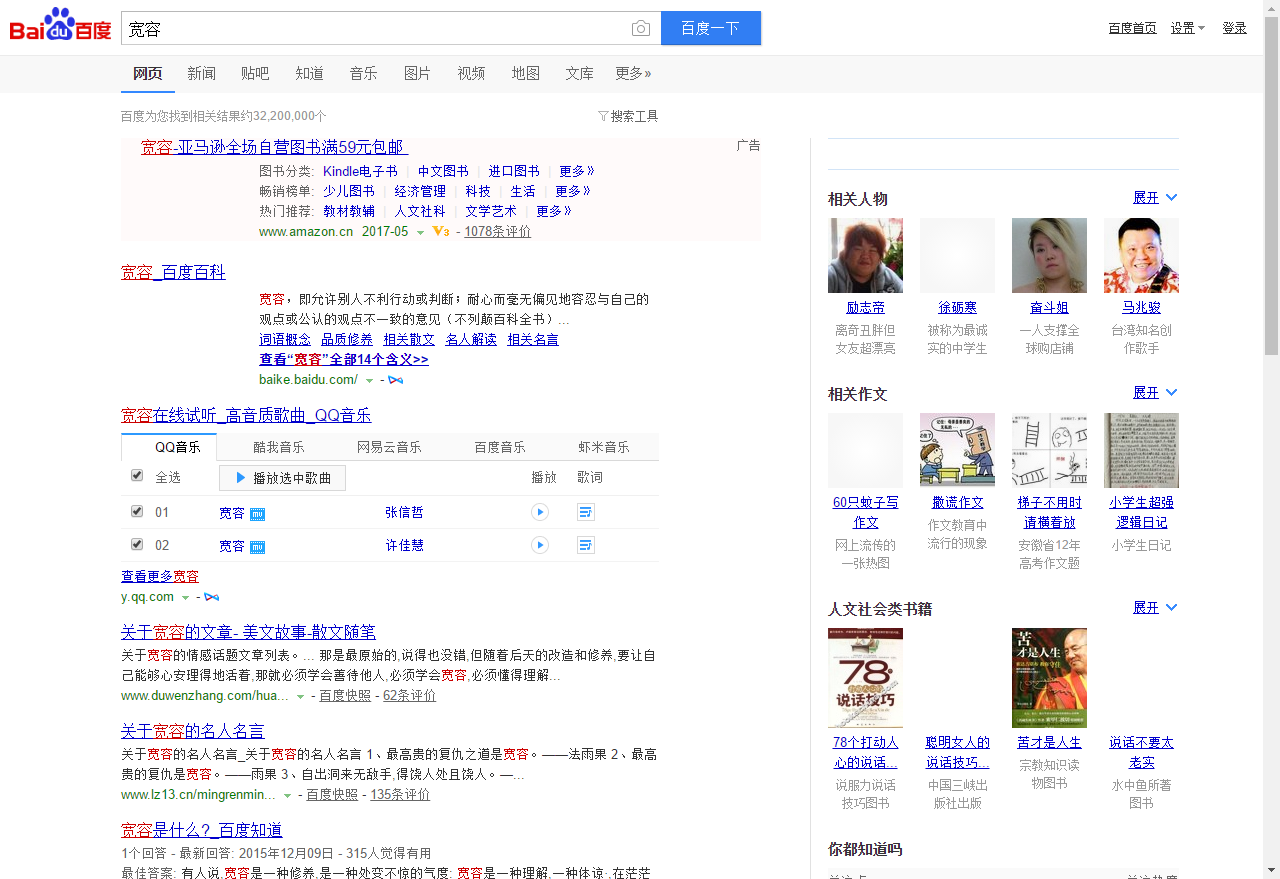 Bai du 百度
宽容
百度一下
百度首页 设置 登录
网页 新闻 贴吧 知道 音乐 图片 视频 地图 文库 更多»
百度为您找到相关结果约32,200,000个
搜索工具
宽容-亚马逊全场自营图书满59元包邮
广告
图书分类: Kindle电子书 | 中文图书 | 进口图书 | 更多»
畅销榜单: 少儿图书 | 经济管理 | 科技 | 生活 | 更多»
热门推荐: 教材教辅 | 人文社科 | 文学艺术 | 更多»
www.amazon.cn 2017-05 V3 - 1078条评价
宽容_百度百科
宽容，即允许别人不利行动或判断；耐心而毫无偏见地容忍与自己的
观点或公认的观点不一致的意见（不列颠百科全书）...
词语概念 品质修养 相关散文 名人解读 相关名言
查看“宽容”全部14个含义>>
baike.baidu.com/ -
宽容在线试听_高音质歌曲_QQ音乐
QQ音乐 酷我音乐 网易云音乐 百度音乐 虾米音乐
全选 播放选中歌曲 播放 歌词
01 宽容 MV 张信哲
02 宽容 MV 许佳慧
查看更多宽容
y.qq.com -
关于宽容的文章- 美文故事-散文随笔
关于宽容的情感话题文章列表。... 那是最原始的,说得也没错,但随着后天的改造和修养,要让自
己能够心安理得地活着,那就必须学会善待他人,必须学会宽容,必须懂得理解...
www.duwenzhang.com/hua... - 百度快照 - 62条评价
关于宽容的名人名言
关于宽容的名人名言_关于宽容的名人名言 1、最高贵的复仇之道是宽容。——法雨果 2、最高
贵的复仇是宽容。——雨果 3、自出洞来无敌手,得饶人处且饶人。—...
www.lz13.cn/mingrenmin... - 百度快照 - 135条评价
宽容是什么?_百度知道
1个回答 - 最新回答: 2015年12月09日 - 315人觉得有用
最佳答案: 有人说,宽容是一种修养,是一种处变不惊的气度: 宽容是一种理解,一种体谅:,在茫茫
相关人物 展开
励志帝 徐砺寒 奋斗姐 马兆骏
离奇丑胖但 被称为最诚 一人支撑全 台湾知名创
女友超漂亮 实的中学生 球购店铺 作歌手
相关作文 展开
60只蚊子写 撒谎作文 梯子不用时 小学生超强
作文 作文教育中 请横着放 逻辑日记
网上流传的 流行的现象 安徽省12年 小学生日记
一张热图 高考作文题
人文社会类书籍 展开
78个
说话技巧
苦
才是人生
78个打动人 聪明女人的 苦才是人生 说话不要太
心的说话... 说话技巧... 宗教知识读 老实
说服力说话 中国三峡出 物图书 水中鱼所著
技巧图书 版社出版 图书
你都知道吗